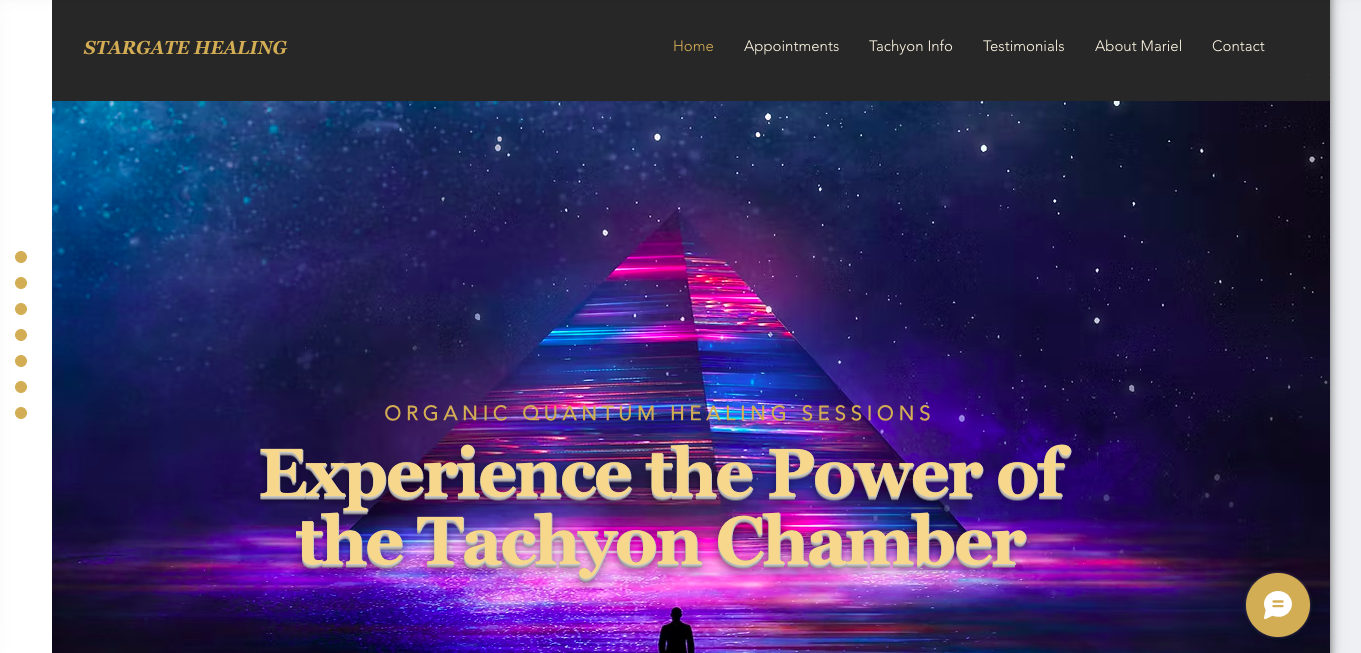 STARGATE HEALING
Home Appointments Tachyon Info Testimonials About Mariel Contact
ORGANIC QUANTUM HEALING SESSIONS
Experience the Power of
the Tachyon Chamber